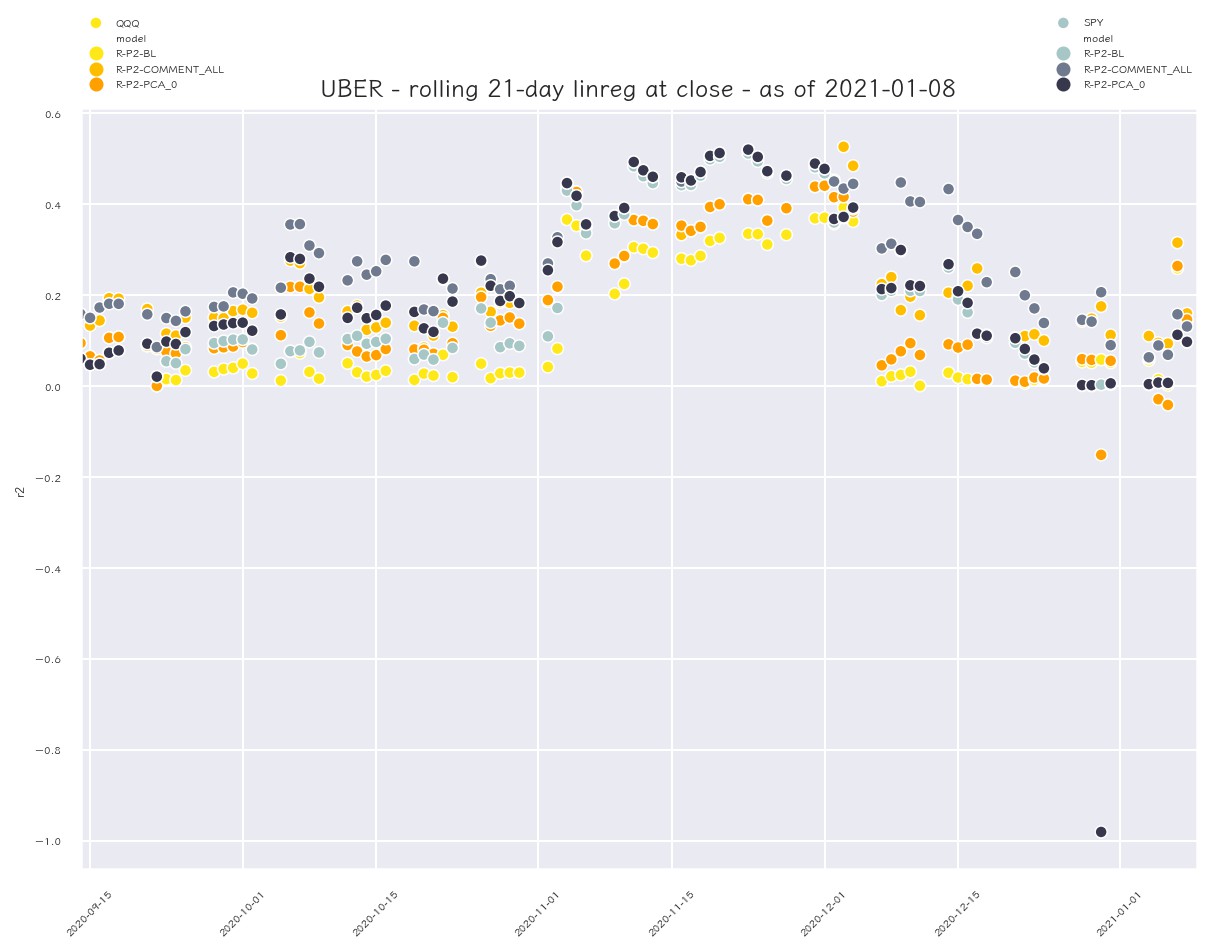 QQQ
model
R-P2-BL
R-P2-COMMENT_ALL
R-P2-PCA_0
SPY
model
R-P2-BL
R-P2-COMMENT_ALL
R-P2-PCA_0
UBER - rolling 21-day linreg at close - as of 2021-01-08
0.6
0.4
0.2
0.0
−0.2
−0.4
−0.6
−0.8
−1.0
r2
2020-09-15
2020-10-01
2020-10-15
2020-11-01
2020-11-15
2020-12-01
2020-12-15
2021-01-01